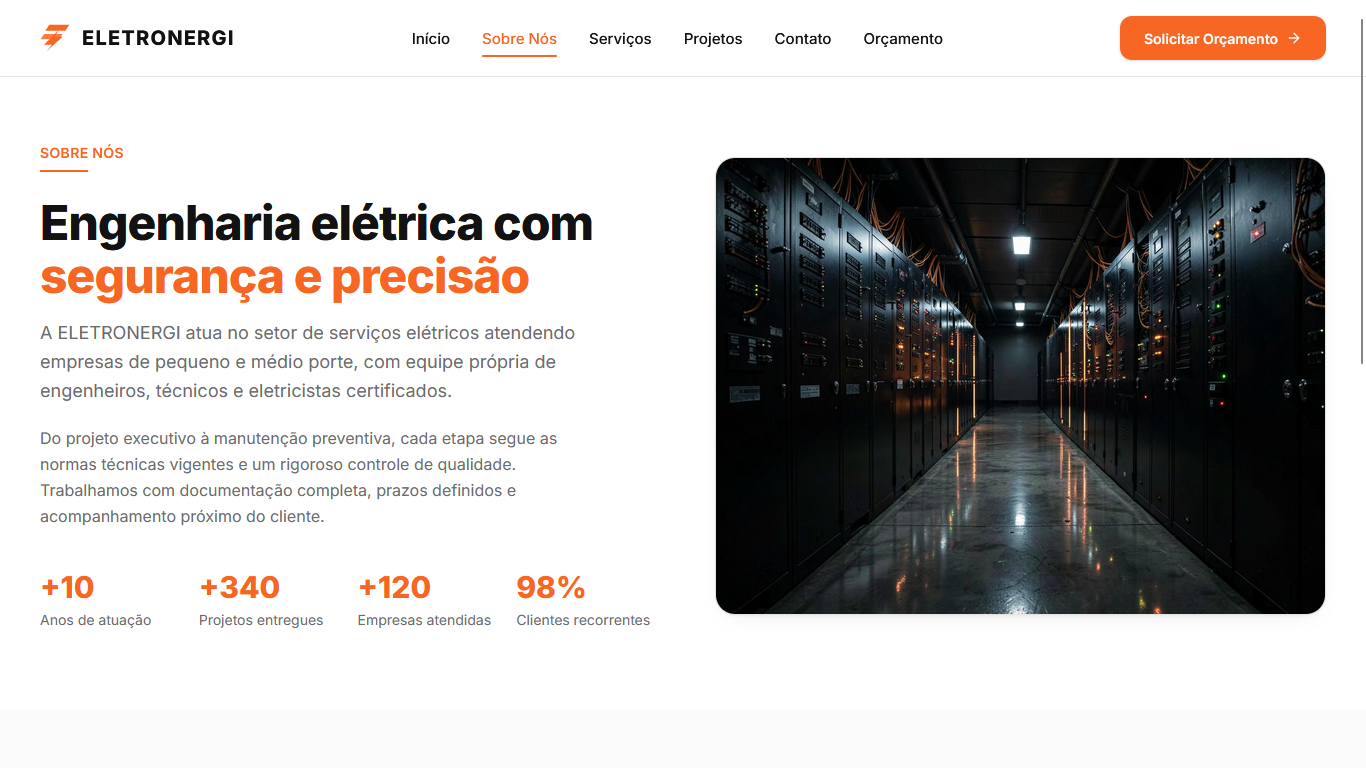 ELETRONERGI
Início
Sobre Nós
Serviços
Projetos
Contato
Orçamento
Solicitar Orçamento
SOBRE NÓS
Engenharia elétrica com
segurança e precisão
A ELETRONERGI atua no setor de serviços elétricos atendendo
empresas de pequeno e médio porte, com equipe própria de
engenheiros, técnicos e eletricistas certificados.
Do projeto executivo à manutenção preventiva, cada etapa segue as
normas técnicas vigentes e um rigoroso controle de qualidade.
Trabalhamos com documentação completa, prazos definidos e
acompanhamento próximo do cliente.
+10
Anos de atuação
+340
Projetos entregues
+120
Empresas atendidas
98%
Clientes recorrentes